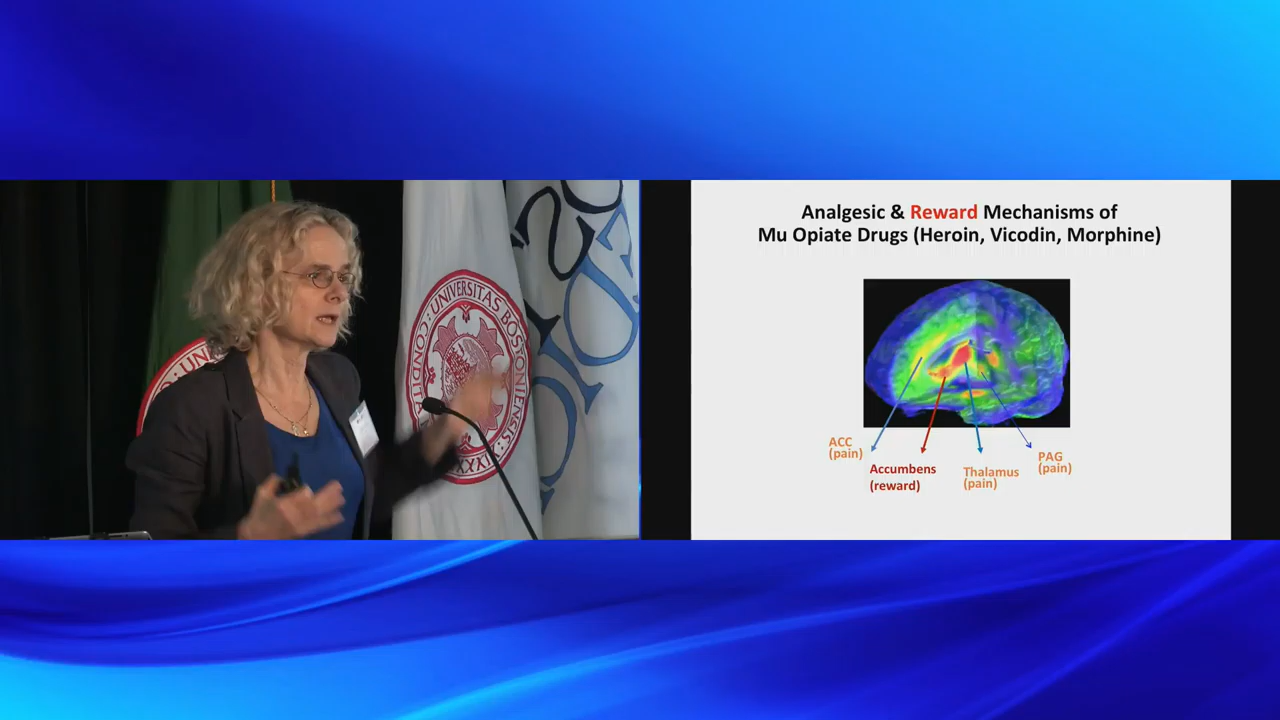 Analgesic & Reward Mechanisms of
Mu Opiate Drugs (Heroin, Vicodin, Morphine)
UNIVERSITAS BOSTONIENSIS
CONDITA
ACC
(pain)
Accumbens
(reward)
Thalamus
(pain)
PAG
(pain)